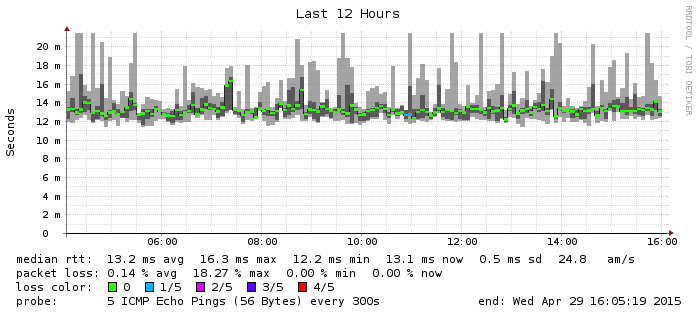 Last 12 Hours
RRDTOOL / TOBI OETIKER
Seconds
20 m
18 m
16 m
14 m
12 m
10 m
8 m
6 m
4 m
2 m
0
06:00 08:00 10:00 12:00 14:00 16:00
median rtt: 13.2 ms avg 16.3 ms max 12.2 ms min 13.1 ms now 0.5 ms sd 24.8 am/s
packet loss: 0.14 % avg 18.27 % max 0.00 % min 0.00 % now
loss color: 0 1/5 2/5 3/5 4/5
probe: 5 ICMP Echo Pings (56 Bytes) every 300s end: Wed Apr 29 16:05:19 2015